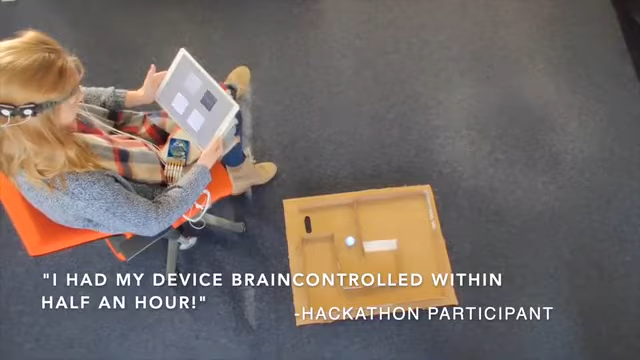 "I HAD MY DEVICE BRAINCONTROLLED WITHIN
HALF AN HOUR!"
-HACKATHON PARTICIPANT